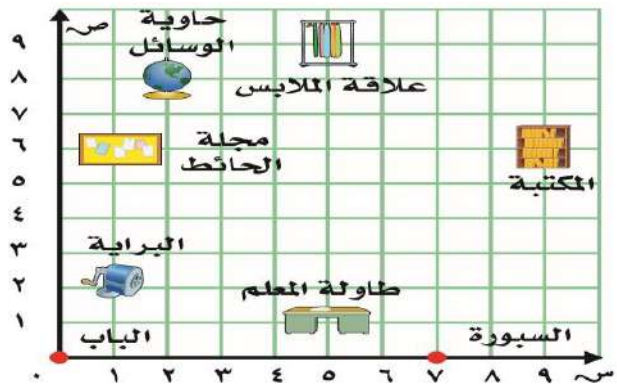 ص
٩
٨
٧
٦
٥
٤
٣
٢
١
حاوية
الوسائل
علاقة الملابس
مجلة
الحائط
المكتبة
البراية
طاولة المعلم
الباب
السبورة
٠ ١ ٢ ٣ ٤ ٥ ٦ ٧ ٨ ٩ س